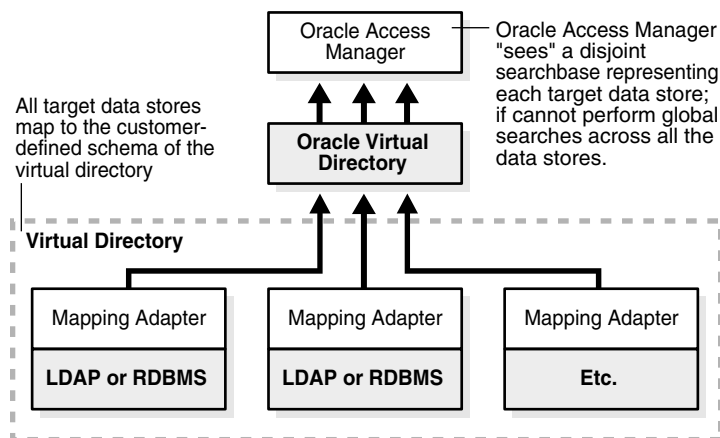 Oracle Access
Manager
Oracle Access Manager
"sees" a disjoint
searchbase representing
each target data store;
if cannot perform global
searches across all the
data stores.
All target data stores
map to the customer-
defined schema of the
virtual directory
Oracle Virtual
Directory
Virtual Directory
Mapping Adapter
LDAP or RDBMS
Mapping Adapter
LDAP or RDBMS
Mapping Adapter
Etc.